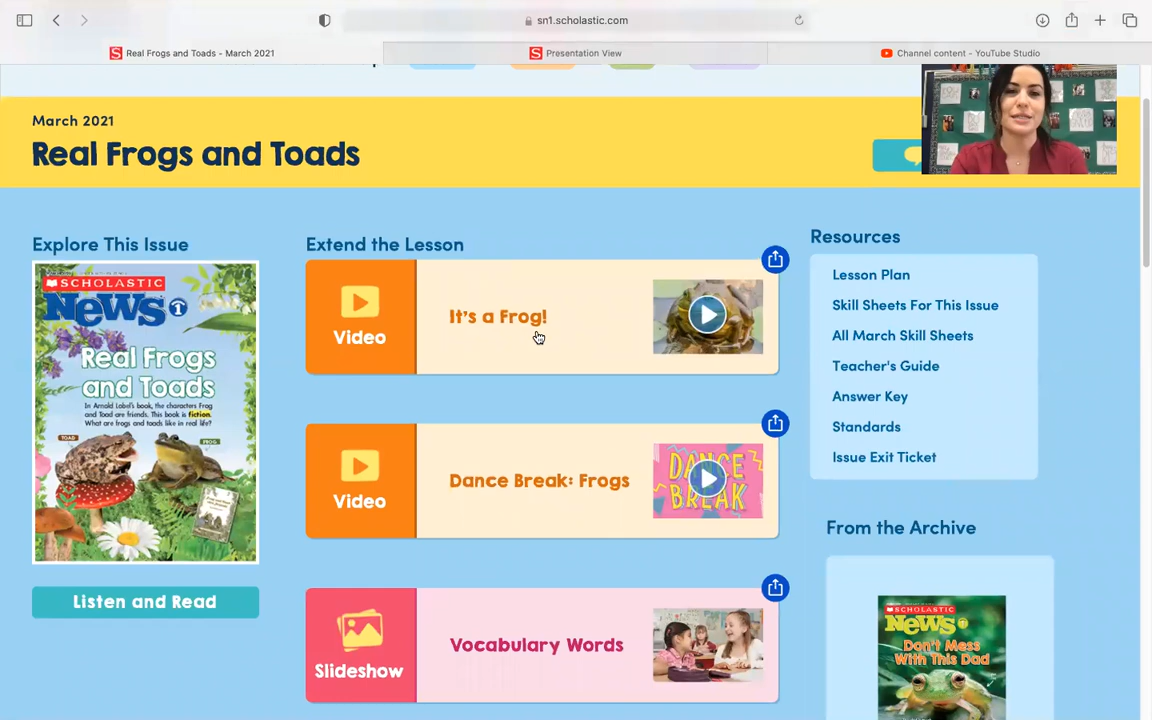 sn1.scholastic.com
S Real Frogs and Toads - March 2021
S Presentation View
Channel content - YouTube Studio
March 2021
Real Frogs and Toads
Explore This Issue
SCHOLASTIC
News 1
Real Frogs
and Toads
In Arnold Lobel's book, the characters Frog
and Toad are friends. This book is fiction.
What are frogs and toads like in real life?
TOAD
FROG
Listen and Read
Extend the Lesson
Video
It's a Frog!
Video
Dance Break: Frogs
DANCE
BREAK
Slideshow
Vocabulary Words
Resources
Lesson Plan
Skill Sheets For This Issue
All March Skill Sheets
Teacher's Guide
Answer Key
Standards
Issue Exit Ticket
From the Archive
SCHOLASTIC
News 1
Don't Mess
With This Dad